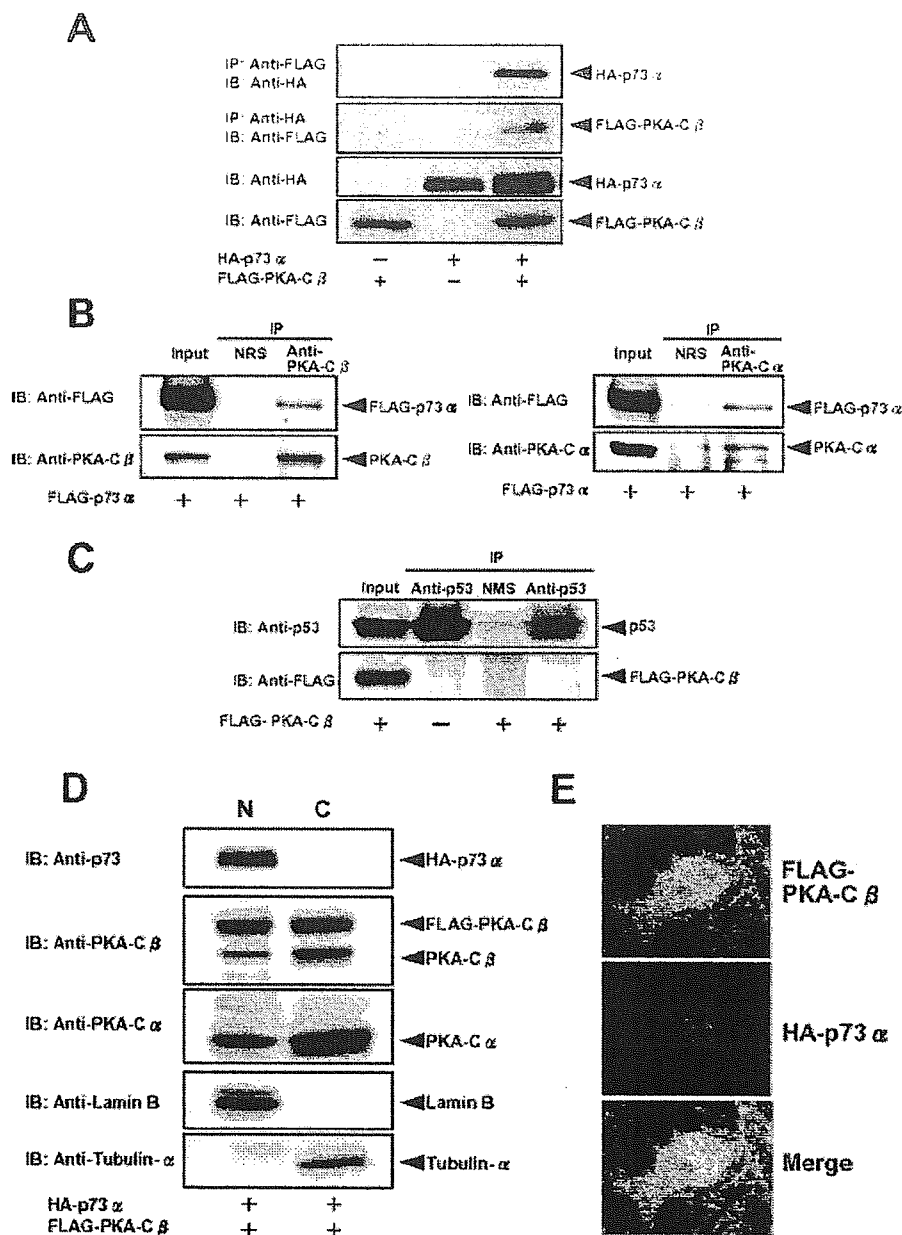 A
IP: Anti-FLAG
IB: Anti-HA
HA-p73 α
IP: Anti-HA
IB: Anti-FLAG
FLAG-PKA-C β
IB: Anti-HA
HA-p73 α
IB: Anti-FLAG
FLAG-PKA-C β
HA-p73 α - + +
FLAG-PKA-C β + - +
B
IP
Input NRS Anti-PKA-C β
IB: Anti-FLAG
FLAG-p73 α
IB: Anti-PKA-C β
PKA-C β
FLAG-p73 α + + +
IP
Input NRS Anti-PKA-C α
IB: Anti-FLAG
FLAG-p73 α
IB: Anti-PKA-C α
PKA-C α
FLAG-p73 α + + +
C
IP
Input Anti-p53 NMS Anti-p53
IB: Anti-p53
p53
IB: Anti-FLAG
FLAG-PKA-C β
FLAG- PKA-C β + - + +
D
N C
IB: Anti-p73
HA-p73 α
IB: Anti-PKA-C β
FLAG-PKA-C β
PKA-C β
IB: Anti-PKA-C α
PKA-C α
IB: Anti-Lamin B
Lamin B
IB: Anti-Tubulin-α
Tubulin-α
HA-p73 α + +
FLAG-PKA-C β + +
E
FLAG-
PKA-C β
HA-p73 α
Merge